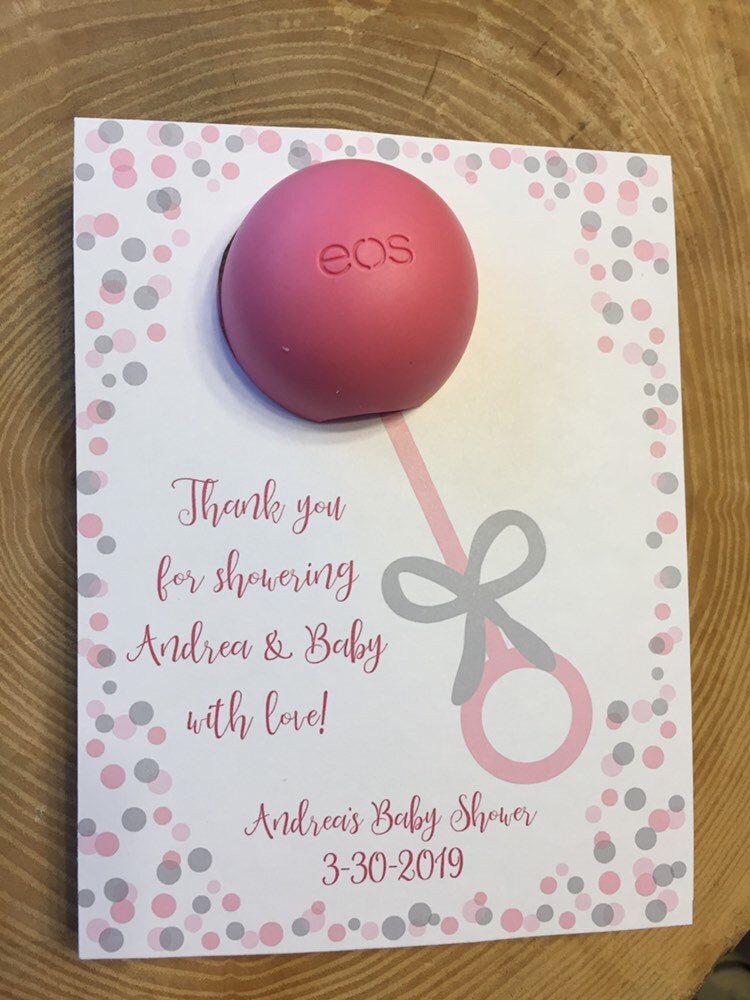 eos
Thank you
for showering
Andrea & Baby
with love!
Andrea's Baby Shower
3-30-2019